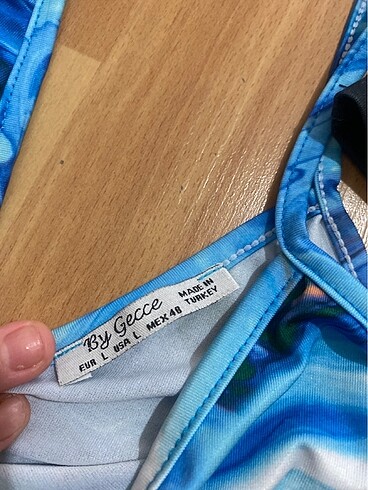 By Gecce
MADE IN
TURKEY
EUR L USA L MEX 48